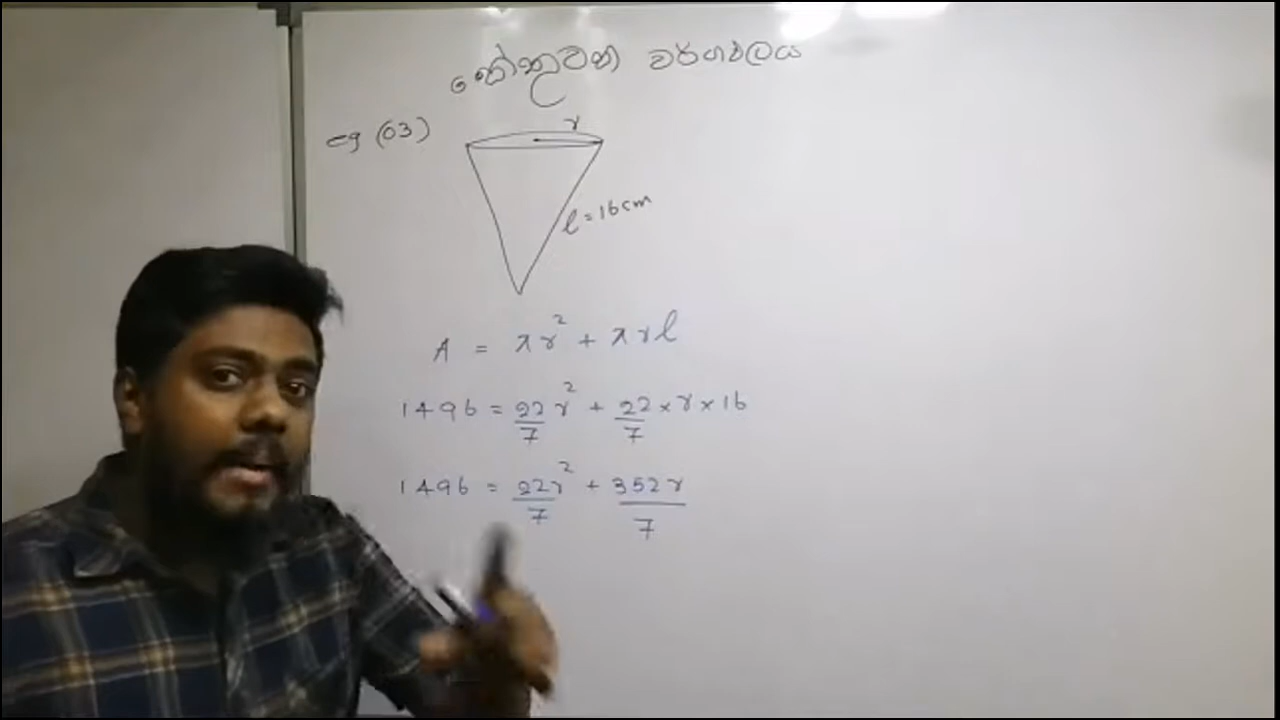 කේතුවක වර්ගඵලය
eg (03)
r
l = 16cm
A = πr² + πrl
1496 = 22/7 r² + 22/7 × r × 16
1496 = 22r²/7 + 352r/7